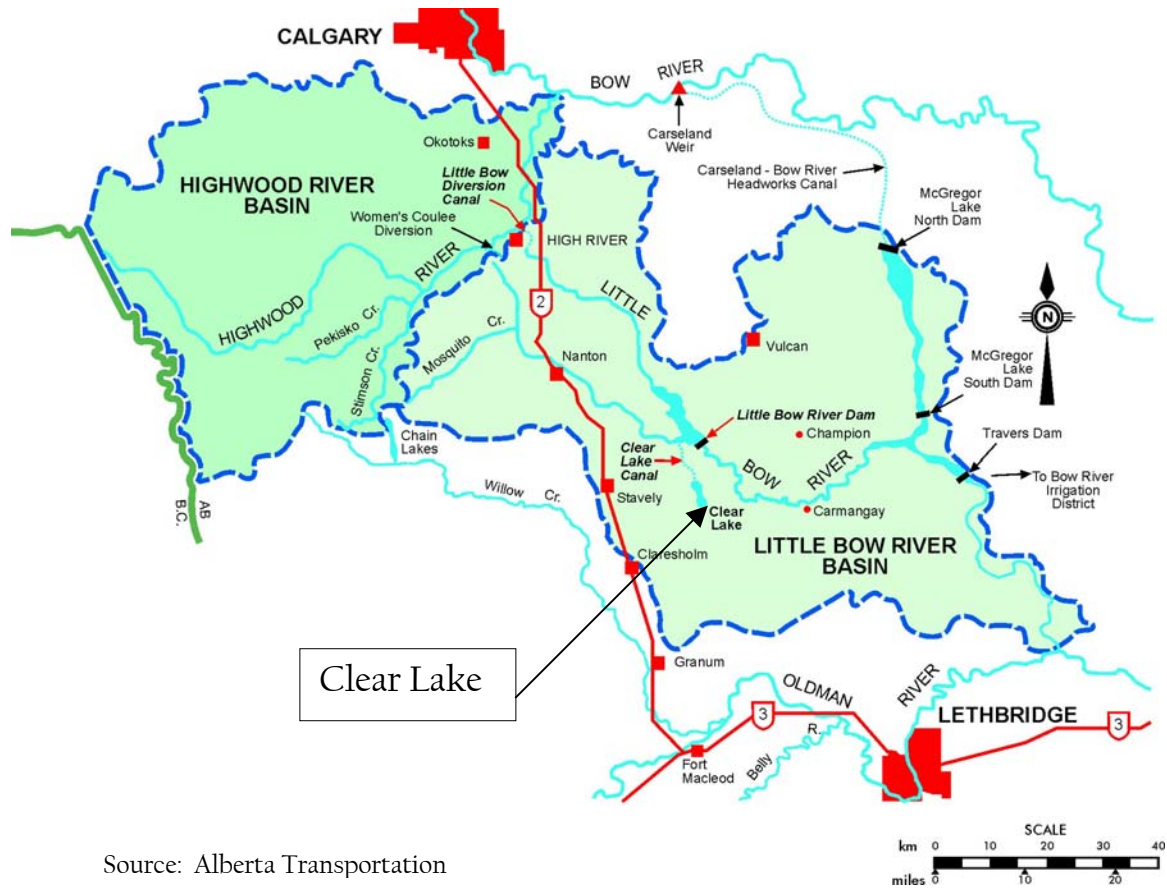 CALGARY
BOW
RIVER
Carseland
Weir
Okotoks
Little Bow
Diversion
Canal
HIGHWOOD RIVER
BASIN
Women's Coulee
Diversion
Carseland - Bow River
Headworks Canal
McGregor
Lake
North Dam
HIGH RIVER
RIVER
HIGHWOOD
LITTLE
2
Pekisko Cr.
Stimson Cr.
Mosquito Cr.
N
Nanton
Vulcan
McGregor
Lake
South Dam
Little Bow River Dam
Champion
Chain
Lakes
Clear
Lake
Canal
BOW
RIVER
Travers Dam
To Bow River
Irrigation
District
Willow Cr.
Stavely
Clear
Lake
Carmangay
AB
B.C.
LITTLE BOW RIVER
BASIN
Claresholm
Clear Lake
Granum
OLDMAN
RIVER
LETHBRIDGE
3
3
Belly R.
Fort
Macleod
SCALE
km 0 10 20 30 40
miles 0 10 20
Source: Alberta Transportation